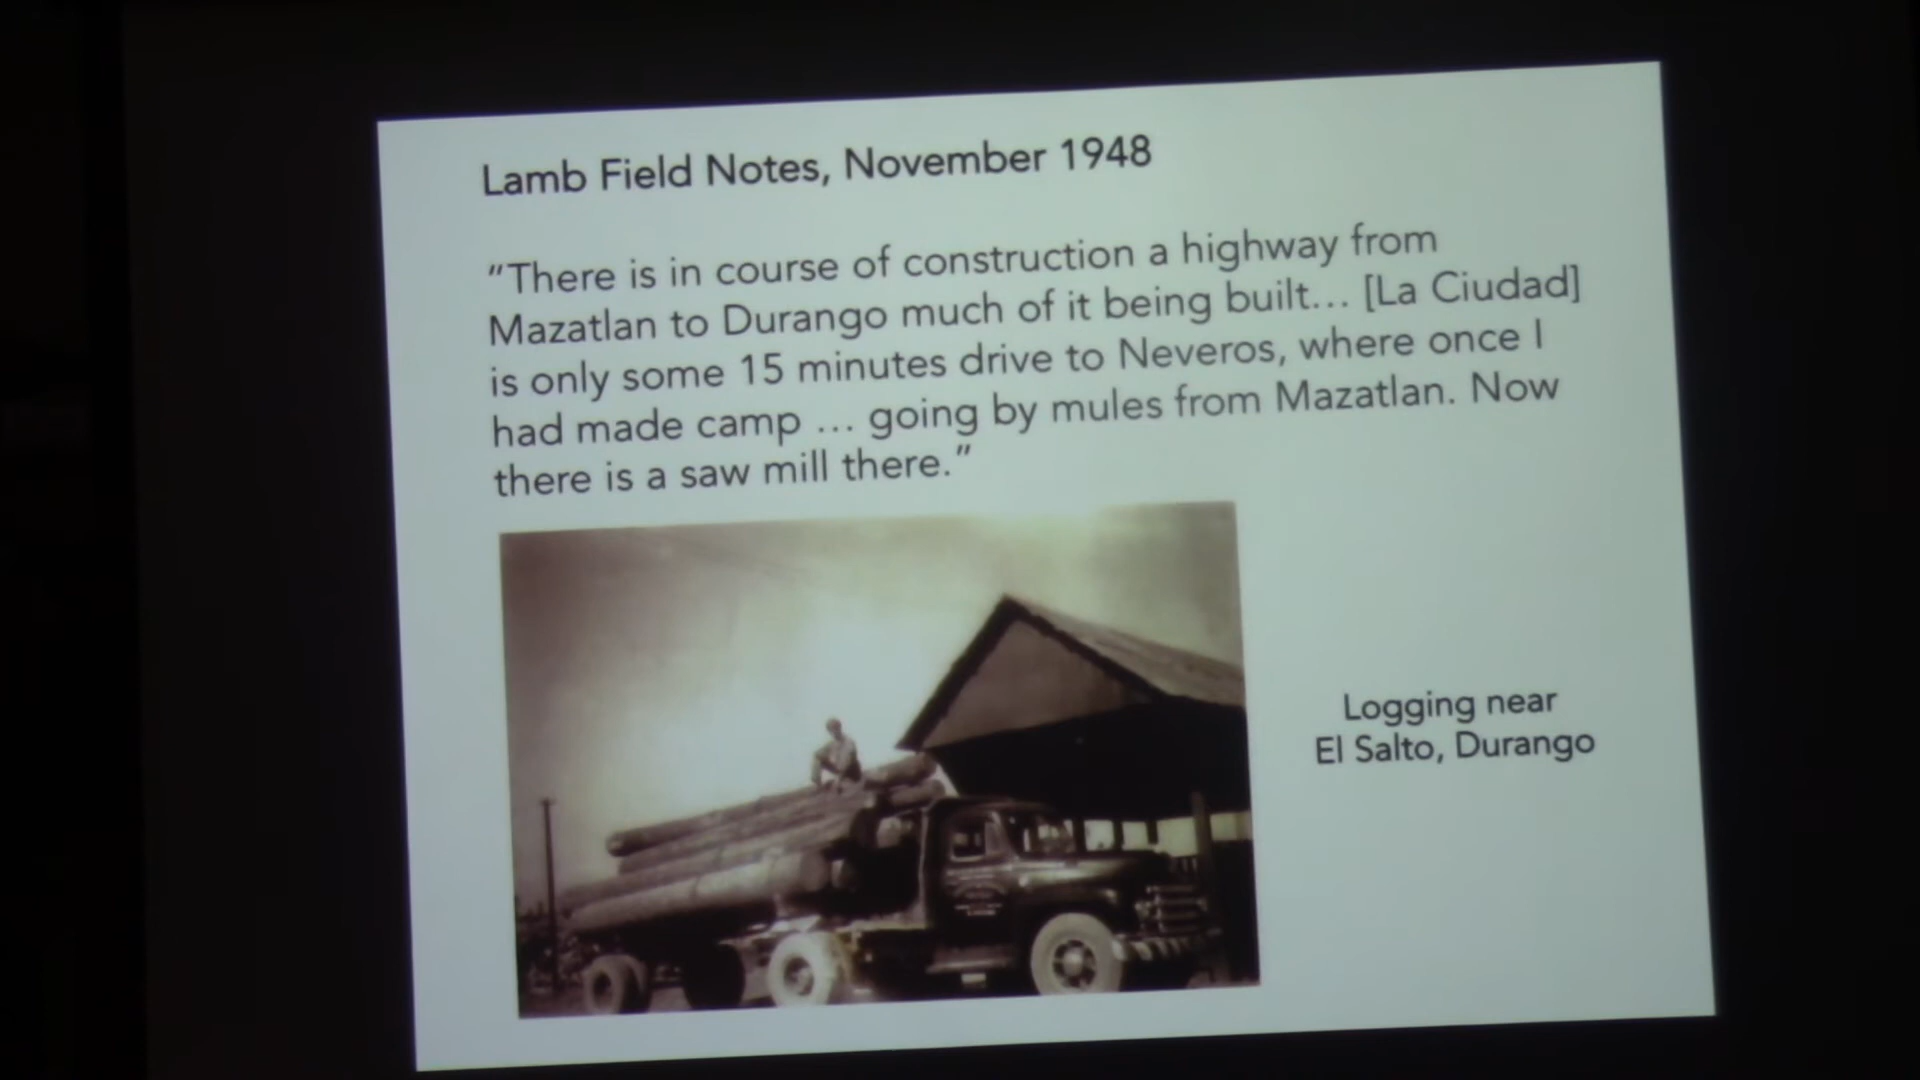 Lamb Field Notes, November 1948
"There is in course of construction a highway from
Mazatlan to Durango much of it being built... [La Ciudad]
is only some 15 minutes drive to Neveros, where once I
had made camp ... going by mules from Mazatlan. Now
there is a saw mill there."
Logging near
El Salto, Durango